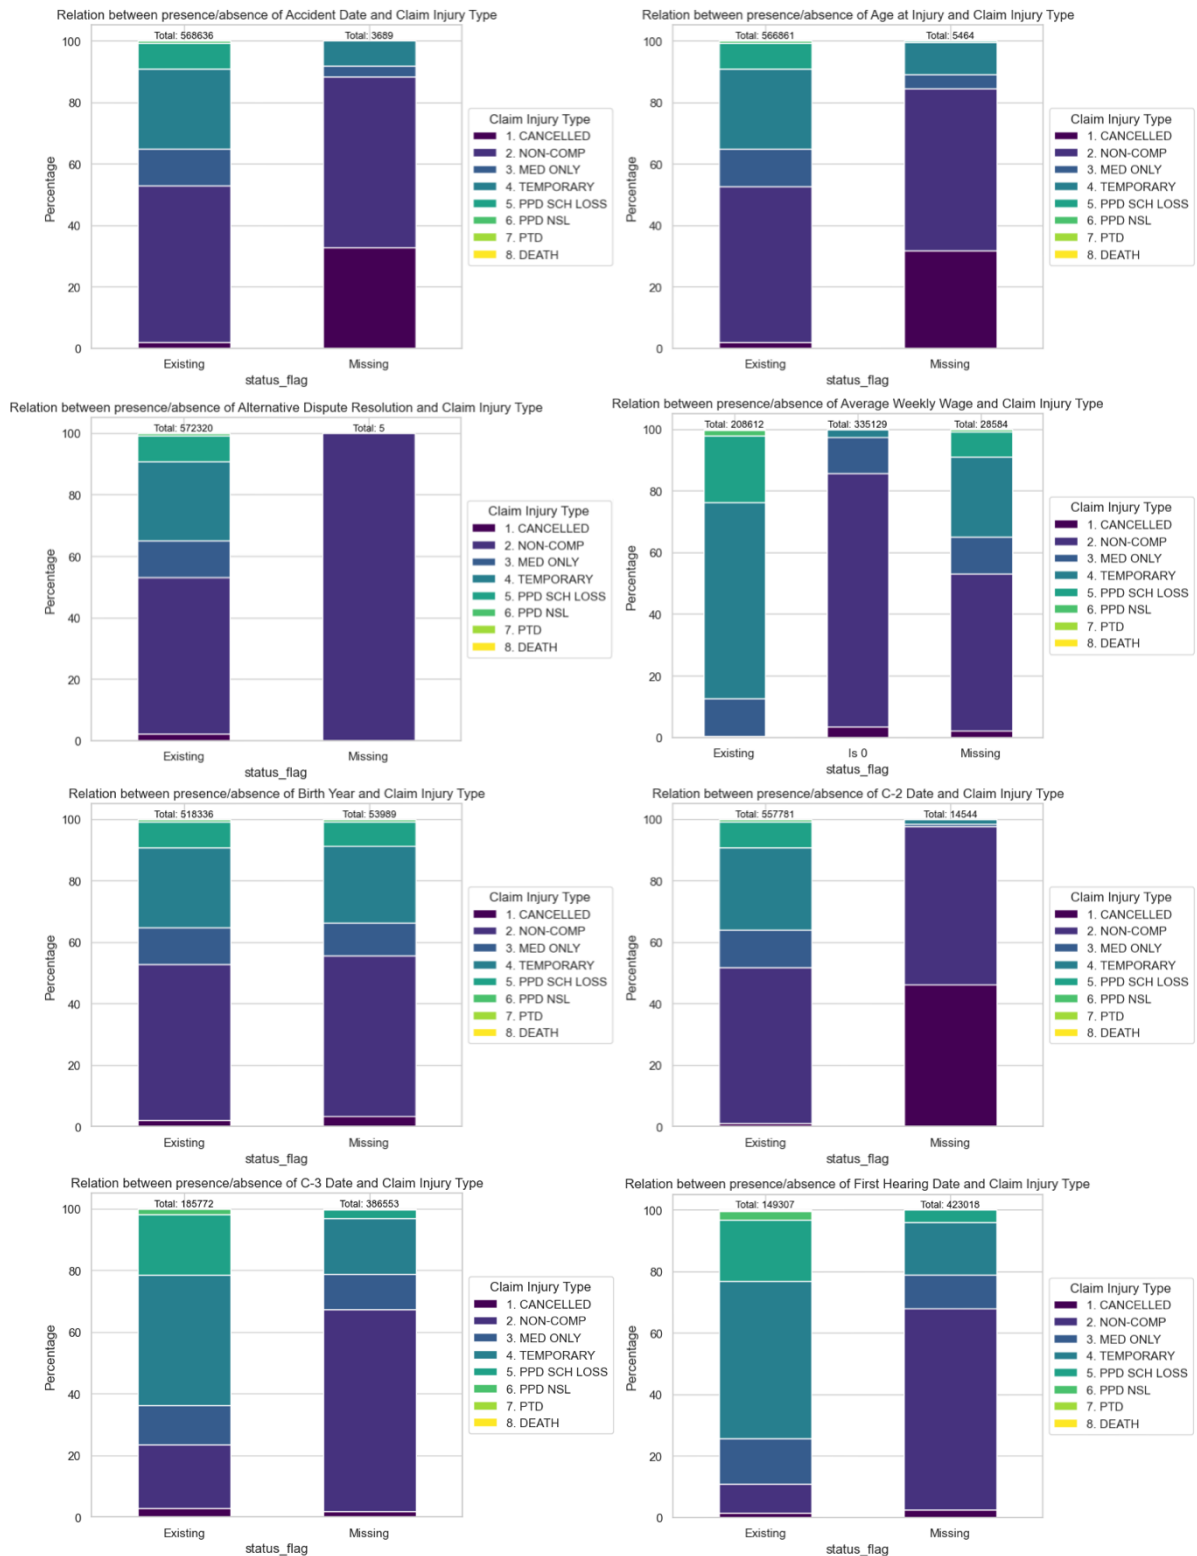 Relation between presence/absence of Accident Date and Claim Injury Type
Total: 568636
Total: 3689
100
80
60
40
20
0
Percentage
Existing
Missing
status_flag
Claim Injury Type
1. CANCELLED
2. NON-COMP
3. MED ONLY
4. TEMPORARY
5. PPD SCH LOSS
6. PPD NSL
7. PTD
8. DEATH
Relation between presence/absence of Age at Injury and Claim Injury Type
Total: 566861
Total: 5464
100
80
60
40
20
0
Percentage
Existing
Missing
status_flag
Claim Injury Type
1. CANCELLED
2. NON-COMP
3. MED ONLY
4. TEMPORARY
5. PPD SCH LOSS
6. PPD NSL
7. PTD
8. DEATH
Relation between presence/absence of Alternative Dispute Resolution and Claim Injury Type
Total: 572320
Total: 5
100
80
60
40
20
0
Percentage
Existing
Missing
status_flag
Claim Injury Type
1. CANCELLED
2. NON-COMP
3. MED ONLY
4. TEMPORARY
5. PPD SCH LOSS
6. PPD NSL
7. PTD
8. DEATH
Relation between presence/absence of Average Weekly Wage and Claim Injury Type
Total: 208612
Total: 335129
Total: 28584
100
80
60
40
20
0
Percentage
Existing
Is 0
Missing
status_flag
Claim Injury Type
1. CANCELLED
2. NON-COMP
3. MED ONLY
4. TEMPORARY
5. PPD SCH LOSS
6. PPD NSL
7. PTD
8. DEATH
Relation between presence/absence of Birth Year and Claim Injury Type
Total: 518336
Total: 53989
100
80
60
40
20
0
Percentage
Existing
Missing
status_flag
Claim Injury Type
1. CANCELLED
2. NON-COMP
3. MED ONLY
4. TEMPORARY
5. PPD SCH LOSS
6. PPD NSL
7. PTD
8. DEATH
Relation between presence/absence of C-2 Date and Claim Injury Type
Total: 557781
Total: 14544
100
80
60
40
20
0
Percentage
Existing
Missing
status_flag
Claim Injury Type
1. CANCELLED
2. NON-COMP
3. MED ONLY
4. TEMPORARY
5. PPD SCH LOSS
6. PPD NSL
7. PTD
8. DEATH
Relation between presence/absence of C-3 Date and Claim Injury Type
Total: 185772
Total: 386553
100
80
60
40
20
0
Percentage
Existing
Missing
status_flag
Claim Injury Type
1. CANCELLED
2. NON-COMP
3. MED ONLY
4. TEMPORARY
5. PPD SCH LOSS
6. PPD NSL
7. PTD
8. DEATH
Relation between presence/absence of First Hearing Date and Claim Injury Type
Total: 149307
Total: 423018
100
80
60
40
20
0
Percentage
Existing
Missing
status_flag
Claim Injury Type
1. CANCELLED
2. NON-COMP
3. MED ONLY
4. TEMPORARY
5. PPD SCH LOSS
6. PPD NSL
7. PTD
8. DEATH